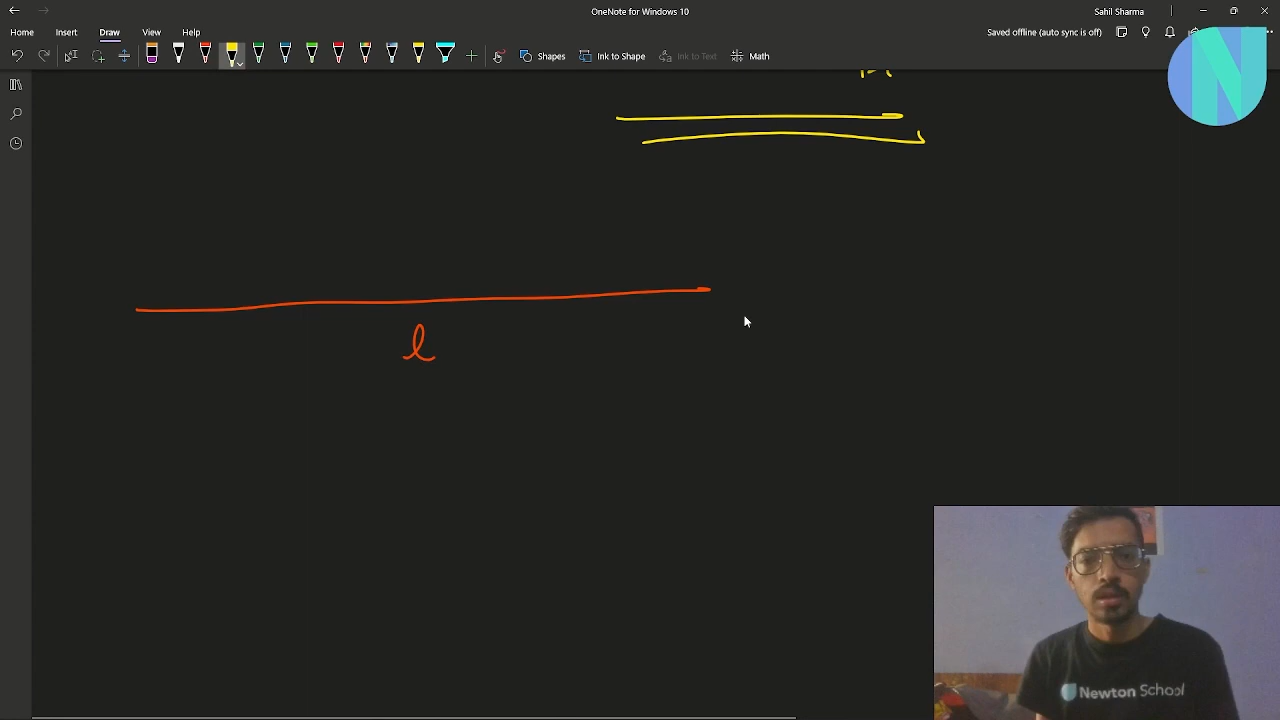 OneNote for Windows 10
Sahil Sharma
Home Insert Draw View Help
Saved offline (auto sync is off)
Shapes Ink to Shape Ink to Text Math
l
Newton School